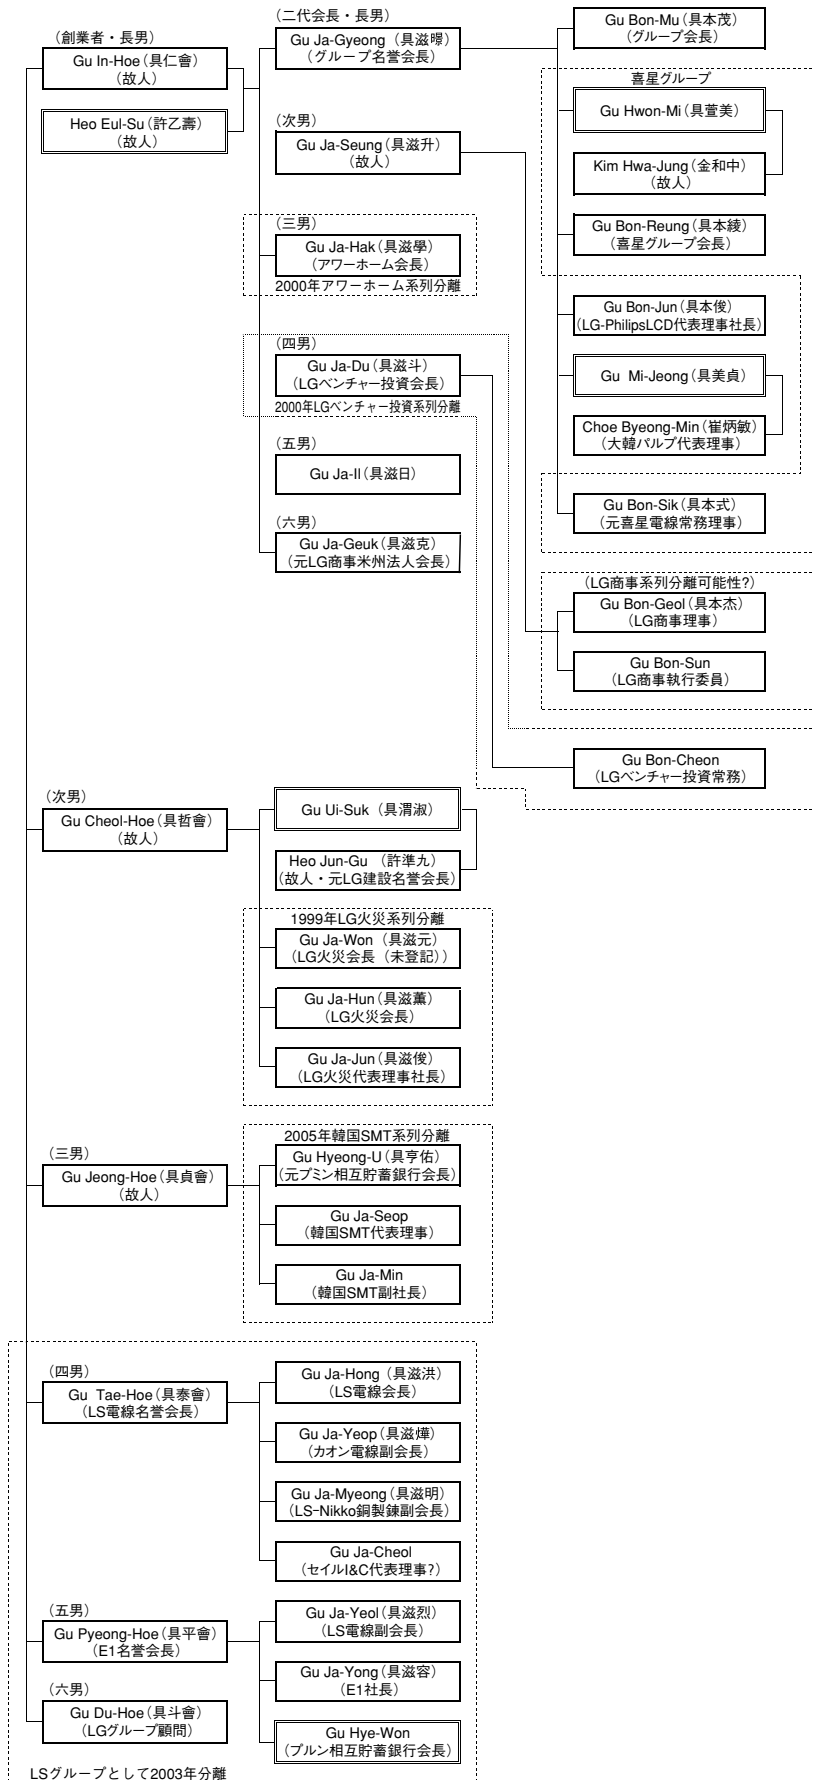 (創業者・長男)
Gu In-Hoe(具仁會)
(故人)
Heo Eul-Su(許乙壽)
(故人)
(二代会長・長男)
Gu Ja-Gyeong(具滋暻)
(グループ名誉会長)
(次男)
Gu Ja-Seung(具滋升)
(故人)
(三男)
Gu Ja-Hak(具滋學)
(アワーホーム会長)
2000年アワーホーム系列分離
(四男)
Gu Ja-Du(具滋斗)
(LGベンチャー投資会長)
2000年LGベンチャー投資系列分離
(五男)
Gu Ja-Il(具滋日)
(六男)
Gu Ja-Geuk(具滋克)
(元LG商事米州法人会長)
Gu Bon-Mu(具本茂)
(グループ会長)
喜星グループ
Gu Hwon-Mi(具萱美)
Kim Hwa-Jung(金和中)
(故人)
Gu Bon-Reung(具本綾)
(喜星グループ会長)
Gu Bon-Jun(具本俊)
(LG-PhilipsLCD代表理事社長)
Gu Mi-Jeong(具美貞)
Choe Byeong-Min(崔炳敏)
(大韓パルプ代表理事)
Gu Bon-Sik(具本式)
(元喜星電線常務理事)
(LG商事系列分離可能性?)
Gu Bon-Geol(具本杰)
(LG商事理事)
Gu Bon-Sun
(LG商事執行委員)
Gu Bon-Cheon
(LGベンチャー投資常務)
(次男)
Gu Cheol-Hoe(具哲會)
(故人)
Gu Ui-Suk(具渭淑)
Heo Jun-Gu (許準九)
(故人・元LG建設名誉会長)
1999年LG火災系列分離
Gu Ja-Won(具滋元)
(LG火災会長(未登記))
Gu Ja-Hun(具滋薫)
(LG火災会長)
Gu Ja-Jun(具滋俊)
(LG火災代表理事社長)
(三男)
Gu Jeong-Hoe(具貞會)
(故人)
2005年韓国SMT系列分離
Gu Hyeong-U(具亨佑)
(元プミン相互貯蓄銀行会長)
Gu Ja-Seop
(韓国SMT代表理事)
Gu Ja-Min
(韓国SMT副社長)
(四男)
Gu Tae-Hoe(具泰會)
(LS電線名誉会長)
Gu Ja-Hong(具滋洪)
(LS電線会長)
Gu Ja-Yeop(具滋燁)
(カオン電線副会長)
Gu Ja-Myeong(具滋明)
(LS-Nikko銅製錬副会長)
Gu Ja-Cheol
(セイルI&C代表理事?)
(五男)
Gu Pyeong-Hoe(具平會)
(E1名誉会長)
Gu Ja-Yeol(具滋烈)
(LS電線副会長)
Gu Ja-Yong(具滋容)
(E1社長)
Gu Hye-Won
(プルン相互貯蓄銀行会長)
(六男)
Gu Du-Hoe(具斗會)
(LGグループ顧問)
LSグループとして2003年分離